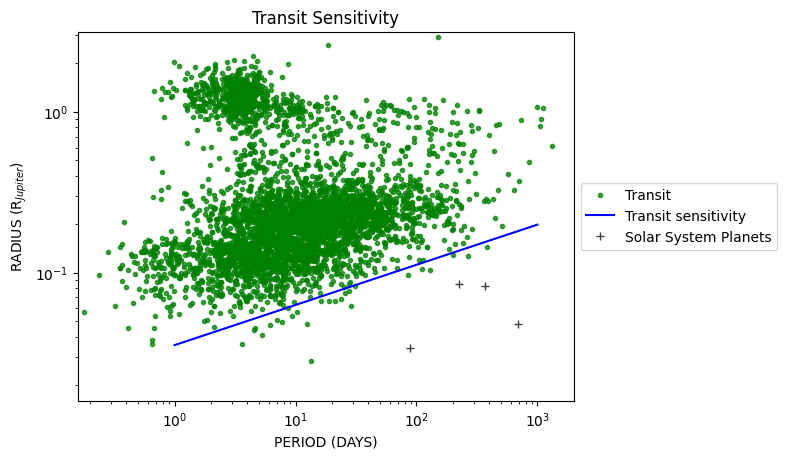 Transit Sensitivity
RADIUS (R_Jupiter)
10^0
10^-1
10^0
10^1
10^2
10^3
PERIOD (DAYS)
Transit
Transit sensitivity
Solar System Planets